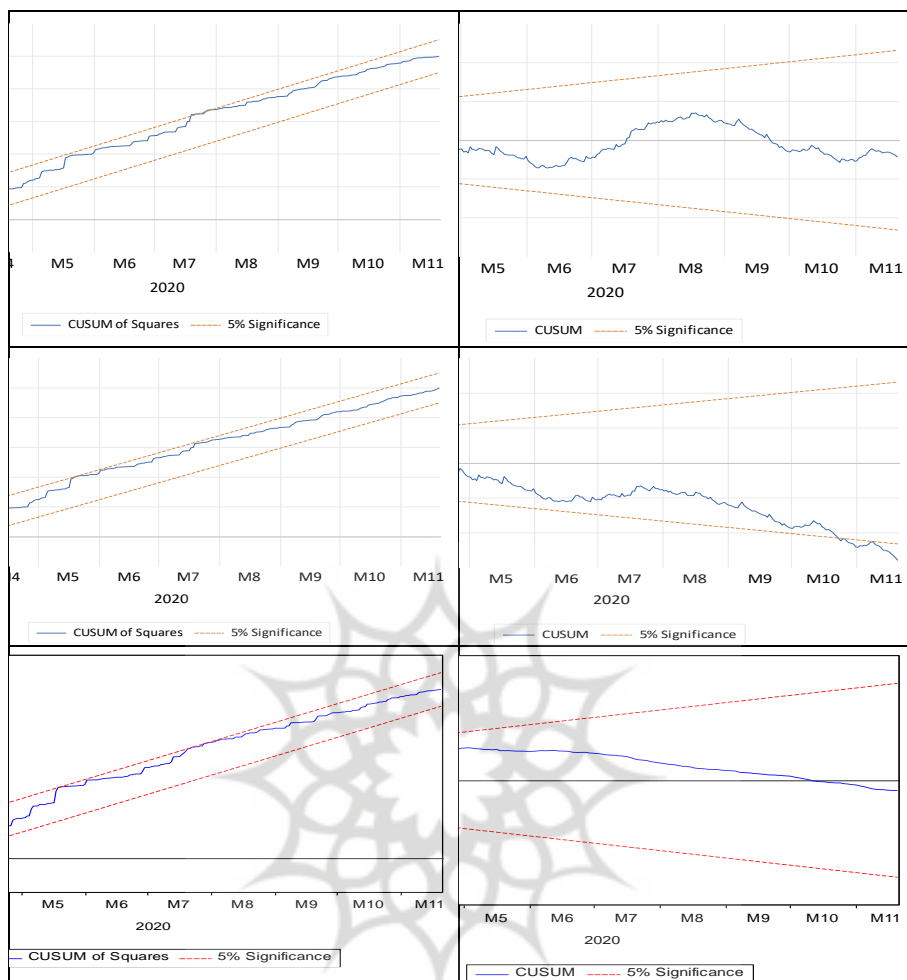 4 M5 M6 M7 M8 M9 M10 M11
2020
CUSUM of Squares 5% Significance
M5 M6 M7 M8 M9 M10 M11
2020
CUSUM 5% Significance
M5 M6 M7 M8 M9 M10 M11
2020
CUSUM of Squares 5% Significance
M5 M6 M7 M8 M9 M10 M11
2020
CUSUM 5% Significance
M5 M6 M7 M8 M9 M10 M11
2020
CUSUM of Squares 5% Significance
M5 M6 M7 M8 M9 M10 M11
2020
CUSUM 5% Significance